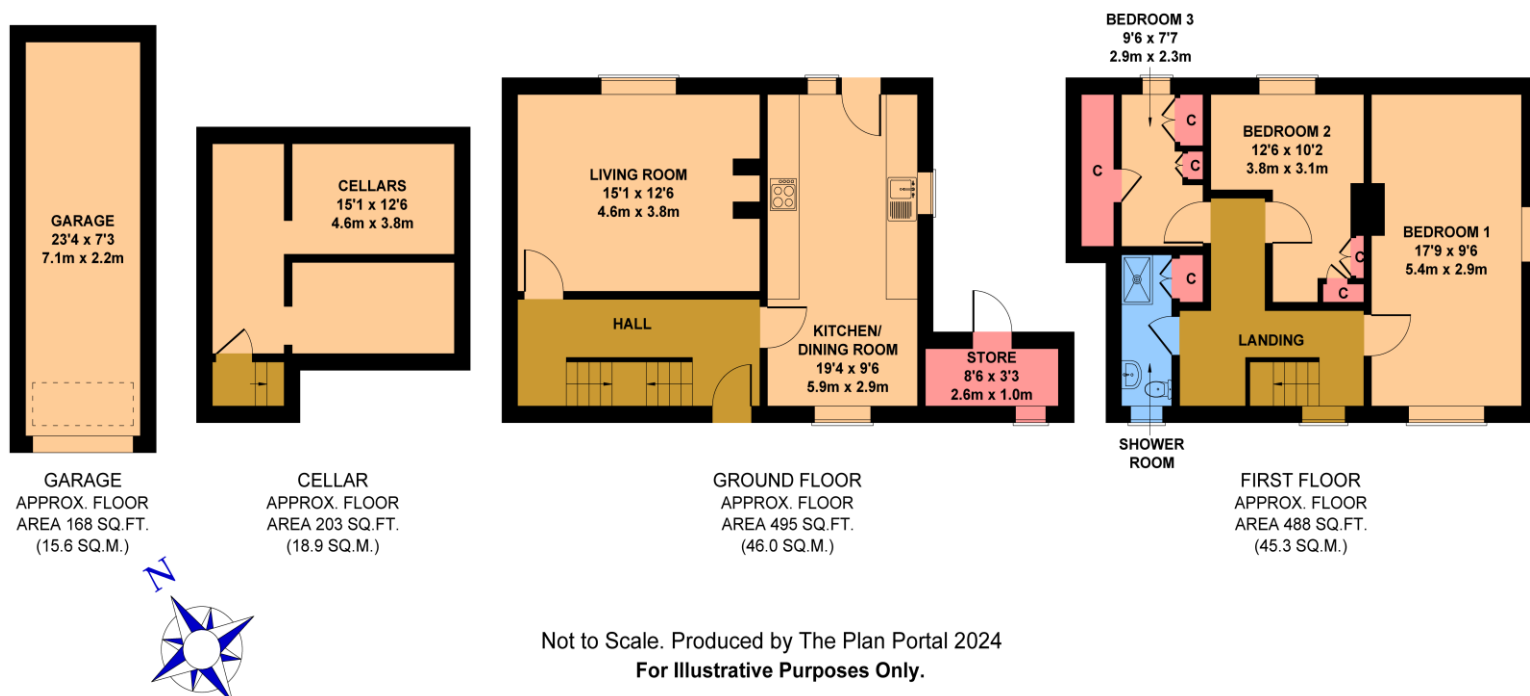 GARAGE
23'4 x 7'3
7.1m x 2.2m
GARAGE
APPROX. FLOOR
AREA 168 SQ.FT.
(15.6 SQ.M.)
CELLARS
15'1 x 12'6
4.6m x 3.8m
CELLAR
APPROX. FLOOR
AREA 203 SQ.FT.
(18.9 SQ.M.)
LIVING ROOM
15'1 x 12'6
4.6m x 3.8m
HALL
KITCHEN/
DINING ROOM
19'4 x 9'6
5.9m x 2.9m
STORE
8'6 x 3'3
2.6m x 1.0m
GROUND FLOOR
APPROX. FLOOR
AREA 495 SQ.FT.
(46.0 SQ.M.)
BEDROOM 3
9'6 x 7'7
2.9m x 2.3m
C
C
C
BEDROOM 2
12'6 x 10'2
3.8m x 3.1m
BEDROOM 1
17'9 x 9'6
5.4m x 2.9m
C
C
C
LANDING
SHOWER
ROOM
FIRST FLOOR
APPROX. FLOOR
AREA 488 SQ.FT.
(45.3 SQ.M.)
N
Not to Scale. Produced by The Plan Portal 2024
For Illustrative Purposes Only.